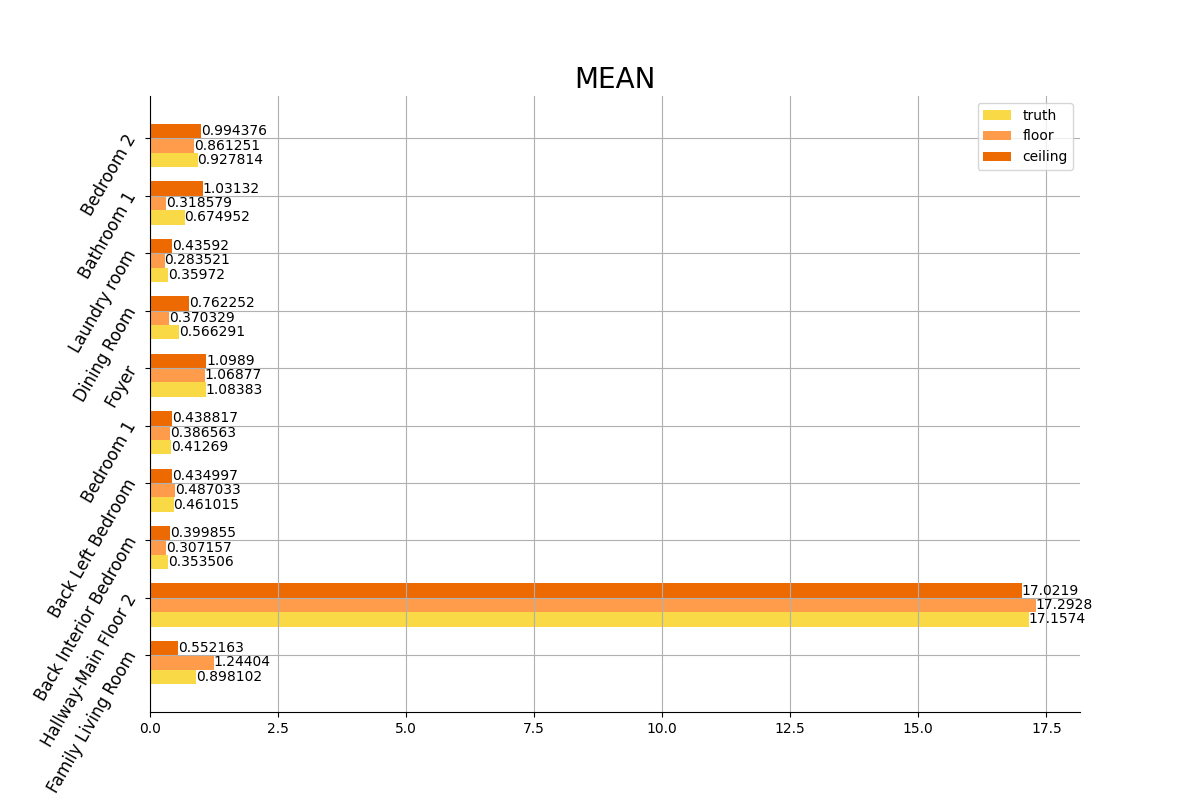 MEAN
truth
floor
ceiling
Bedroom 2
0.994376
0.861251
0.927814
Bathroom 1
1.03132
0.318579
0.674952
Laundry room
0.43592
0.283521
0.35972
Dining Room
0.762252
0.370329
0.566291
Foyer
1.0989
1.06877
1.08383
Bedroom 1
0.438817
0.386563
0.41269
Back Left Bedroom
0.434997
0.487033
0.461015
Back Interior Bedroom
0.399855
0.307157
0.353506
Hallway-Main Floor 2
17.0219
17.2928
17.1574
Family Living Room
0.552163
1.24404
0.898102
0.0 2.5 5.0 7.5 10.0 12.5 15.0 17.5